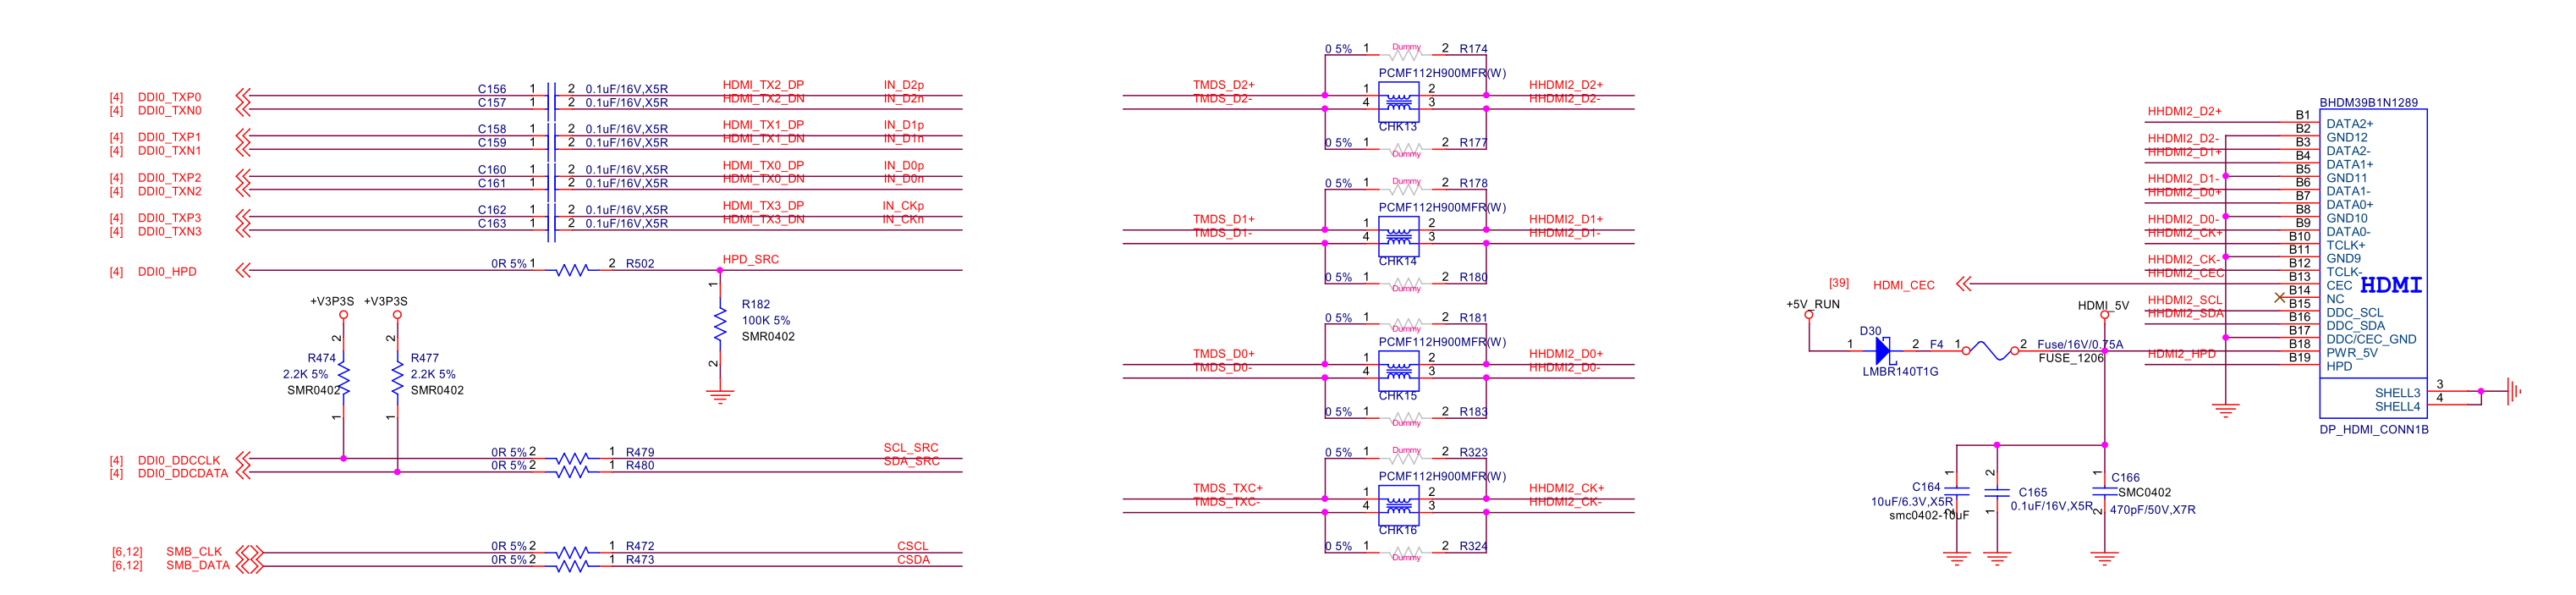 [4] DDI0_TXP0 C156 1 2 0.1uF/16V,X5R HDMI_TX2_DP IN_D2p
[4] DDI0_TXN0 C157 1 2 0.1uF/16V,X5R HDMI_TX2_DN IN_D2n
[4] DDI0_TXP1 C158 1 2 0.1uF/16V,X5R HDMI_TX1_DP IN_D1p
[4] DDI0_TXN1 C159 1 2 0.1uF/16V,X5R HDMI_TX1_DN IN_D1n
[4] DDI0_TXP2 C160 1 2 0.1uF/16V,X5R HDMI_TX0_DP IN_D0p
[4] DDI0_TXN2 C161 1 2 0.1uF/16V,X5R HDMI_TX0_DN IN_D0n
[4] DDI0_TXP3 C162 1 2 0.1uF/16V,X5R HDMI_TX3_DP IN_CKp
[4] DDI0_TXN3 C163 1 2 0.1uF/16V,X5R HDMI_TX3_DN IN_CKn
[4] DDI0_HPD 0R 5% 1 2 R502 HPD_SRC
1
R182
100K 5%
SMR0402
2
+V3P3S +V3P3S
2 2
R474 R477
2.2K 5% 2.2K 5%
SMR0402 SMR0402
1 1
[4] DDI0_DDCCLK 0R 5% 2 1 R479 SCL_SRC
[4] DDI0_DDCDATA 0R 5% 2 1 R480 SDA_SRC
[6,12] SMB_CLK 0R 5% 2 1 R472 CSCL
[6,12] SMB_DATA 0R 5% 2 1 R473 CSDA
0 5% 1 Dummy 2 R174
PCMF112H900MFR(W)
TMDS_D2+ 1 2 HHDMI2_D2+
TMDS_D2- 4 3 HHDMI2_D2-
CHK13
0 5% 1 Dummy 2 R177
0 5% 1 Dummy 2 R178
PCMF112H900MFR(W)
TMDS_D1+ 1 2 HHDMI2_D1+
TMDS_D1- 4 3 HHDMI2_D1-
CHK14
0 5% 1 Dummy 2 R180
0 5% 1 Dummy 2 R181
PCMF112H900MFR(W)
TMDS_D0+ 1 2 HHDMI2_D0+
TMDS_D0- 4 3 HHDMI2_D0-
CHK15
0 5% 1 Dummy 2 R183
0 5% 1 Dummy 2 R323
PCMF112H900MFR(W)
TMDS_TXC+ 1 2 HHDMI2_CK+
TMDS_TXC- 4 3 HHDMI2_CK-
CHK16
0 5% 1 Dummy 2 R324
BHDM39B1N1289
HHDMI2_D2+ B1 DATA2+
B2 GND12
HHDMI2_D2- B3 DATA2-
HHDMI2_D1+ B4 DATA1+
B5 GND11
HHDMI2_D1- B6 DATA1-
HHDMI2_D0+ B7 DATA0+
B8 GND10
HHDMI2_D0- B9 DATA0-
HHDMI2_CK+ B10 TCLK+
B11 GND9
HHDMI2_CK- B12 TCLK-
[39] HDMI_CEC HHDMI2_CEC B13 CEC
HDMI
B14 NC
HHDMI2_SCL B15 DDC_SCL
HHDMI2_SDA B16 DDC_SDA
B17 DDC/CEC_GND
B18 PWR_5V
HDMI2_HPD B19 HPD
SHELL3 3
SHELL4 4
DP_HDMI_CONN1B
+5V_RUN HDMI_5V
D30
1 2 F4 1 2 Fuse/16V/0.75A
FUSE_1206
LMBR140T1G
1 2 1
C164 C165 C166
10uF/6.3V,X5R 0.1uF/16V,X5R SMC0402
smc0402-10uF 470pF/50V,X7R
2 1 2